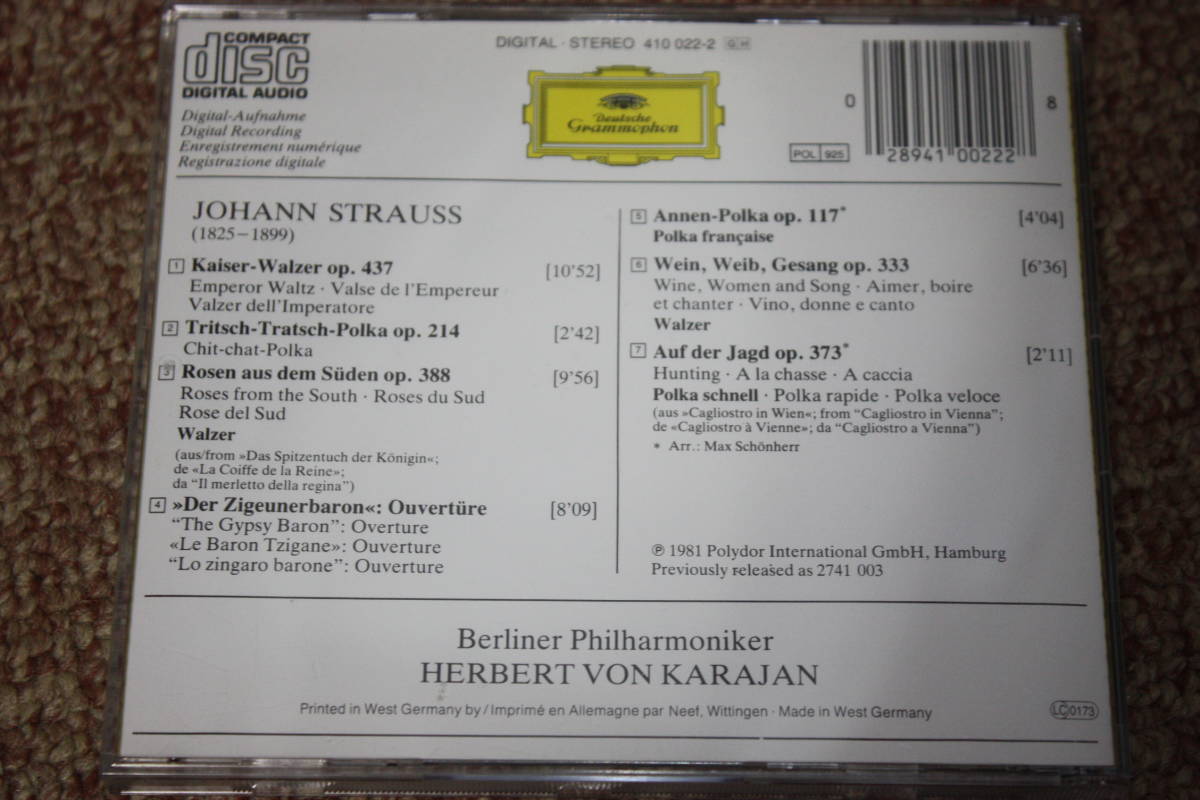 COMPACT
disc
DIGITAL AUDIO
Digital-Aufnahme
Digital Recording
Enregistrement numérique
Registrazione digitale
DIGITAL · STEREO 410 022-2 GH
Deutsche
Grammophon
POL 925
0 28941 00222 8
JOHANN STRAUSS
(1825–1899)
1 Kaiser-Walzer op. 437 [10'52]
Emperor Waltz · Valse de l'Empereur
Valzer dell'Imperatore
2 Tritsch-Tratsch-Polka op. 214 [2'42]
Chit-chat-Polka
3 Rosen aus dem Süden op. 388 [9'56]
Roses from the South · Roses du Sud
Rose del Sud
Walzer
(aus/from »Das Spitzentuch der Königin«;
de «La Coiffe de la Reine»;
da “Il merletto della regina”)
4 »Der Zigeunerbaron«: Ouvertüre [8'09]
“The Gypsy Baron”: Overture
«Le Baron Tzigane»: Ouverture
“Lo zingaro barone”: Ouverture
5 Annen-Polka op. 117* [4'04]
Polka française
6 Wein, Weib, Gesang op. 333 [6'36]
Wine, Women and Song · Aimer, boire
et chanter · Vino, donne e canto
Walzer
7 Auf der Jagd op. 373* [2'11]
Hunting · A la chasse · A caccia
Polka schnell · Polka rapide · Polka veloce
(aus »Cagliostro in Wien«; from “Cagliostro in Vienna”;
de «Cagliostro à Vienne»; da “Cagliostro a Vienna”)
* Arr.: Max Schönherr
℗ 1981 Polydor International GmbH, Hamburg
Previously released as 2741 003
Berliner Philharmoniker
HERBERT VON KARAJAN
Printed in West Germany by / Imprimé en Allemagne par Neef, Wittingen · Made in West Germany
LC 0173